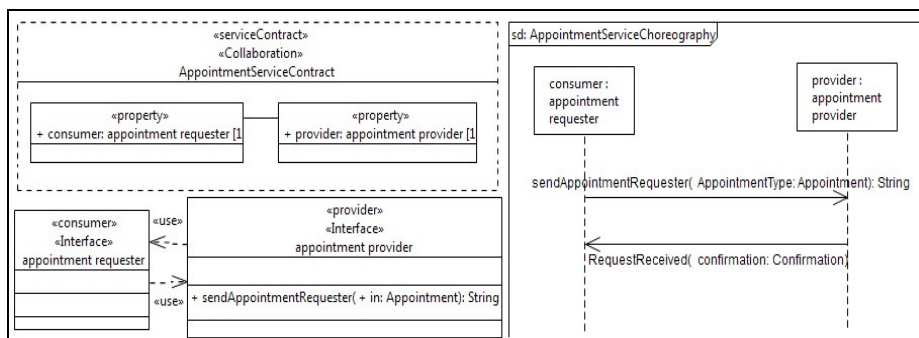 «serviceContract»
«Collaboration»
AppointmentServiceContract
«property»
+ consumer: appointment requester [1
«property»
+ provider: appointment provider [1
«consumer»
«Interface»
appointment requester
«use»
«use»
«provider»
«Interface»
appointment provider
+ sendAppointmentRequester( + in: Appointment): String
sd: AppointmentServiceChoreography
consumer :
appointment
requester
provider :
appointment
provider
sendAppointmentRequester( AppointmentType: Appointment): String
RequestReceived( confirmation: Confirmation)